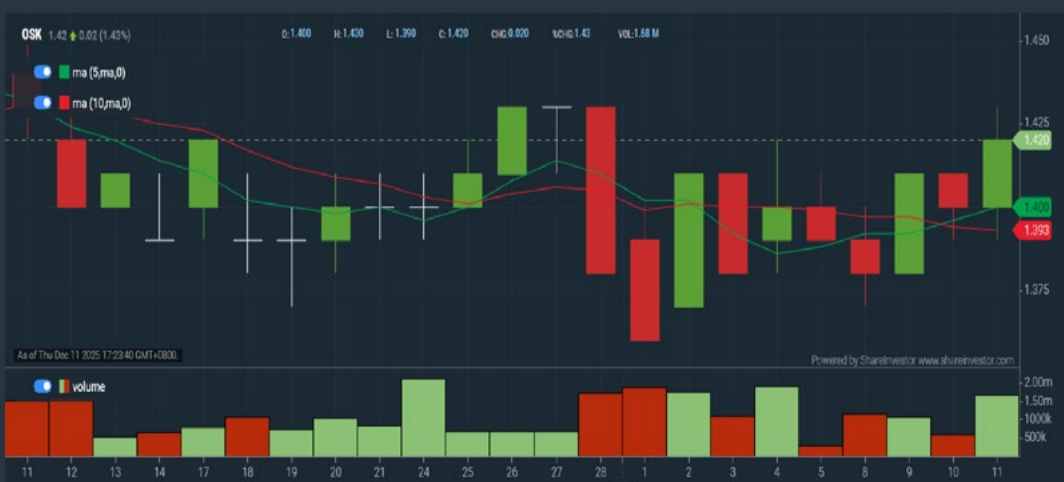 OSK 1.42 0.02 (1.43%) O:1.400 H:1.430 L:1.390 C:1.420 CHG:0.020 %CHG:1.43 VOL:1.68 M
ma (5,ma,0)
ma (10,ma,0)
1.450
1.425
1.420
1.400
1.393
1.375
As of Thu Dec 11 2025 17:23:40 GMT+0800.
Powered by ShareInvestor www.shareinvestor.com
volume
2.00m
1.50m
1000k
500k
11 12 13 14 17 18 19 20 21 24 25 26 27 28 1 2 3 4 5 8 9 10 11